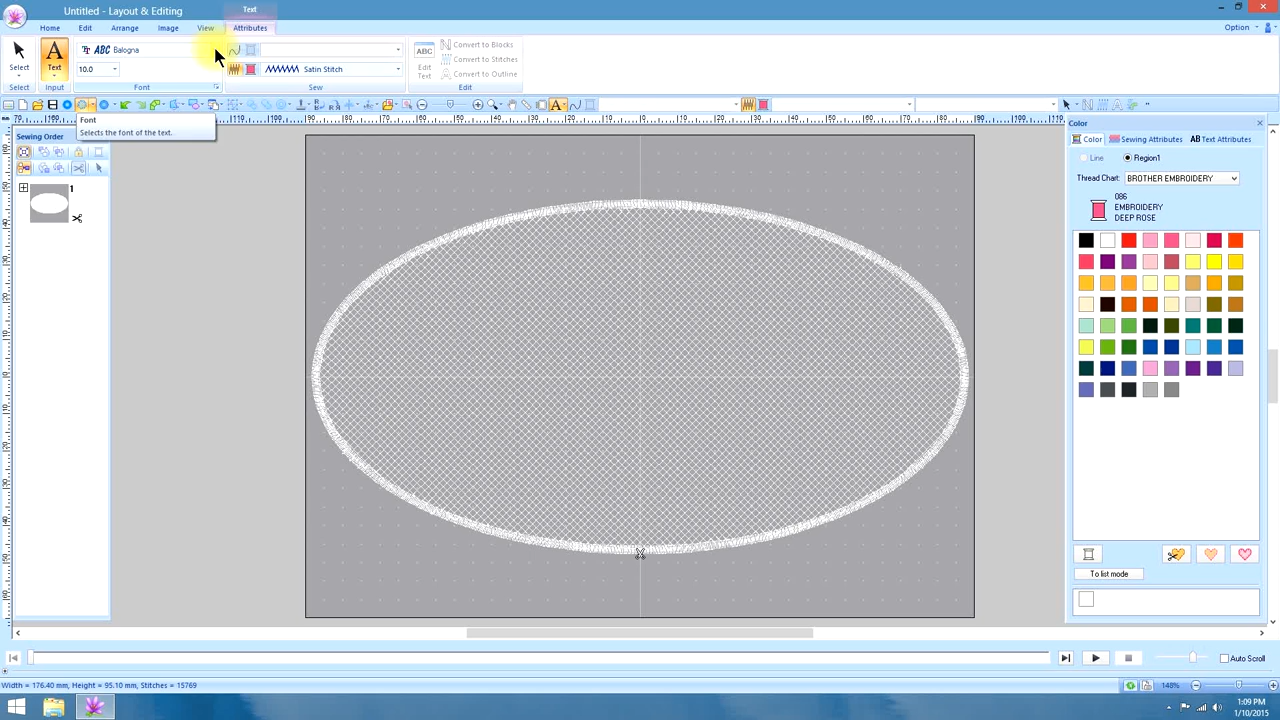 Untitled - Layout & Editing
Text
Home Edit Arrange Image View Attributes
Option
Select
Text
ABC Balogna
10.0
Satin Stitch
ABC
Edit
Text
Convert to Blocks
Convert to Stitches
Convert to Outline
Select Input Font Sew Edit
Font
Selects the font of the text.
Sewing Order
1
Color
Color Sewing Attributes AB Text Attributes
Line Region1
Thread Chart: BROTHER EMBROIDERY
086
EMBROIDERY
DEEP ROSE
To list mode
Auto Scroll
Width = 176.40 mm, Height = 95.10 mm, Stitches = 15769
148%
1:09 PM
1/10/2015